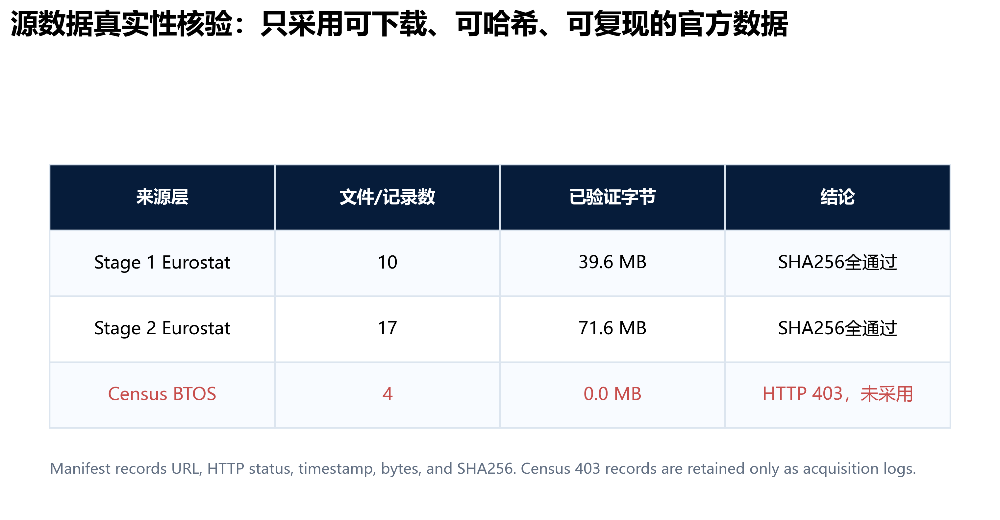 源数据真实性核验：只采用可下载、可哈希、可复现的官方数据
来源层 文件/记录数 已验证字节 结论
Stage 1 Eurostat 10 39.6 MB SHA256全通过
Stage 2 Eurostat 17 71.6 MB SHA256全通过
Census BTOS 4 0.0 MB HTTP 403，未采用
Manifest records URL, HTTP status, timestamp, bytes, and SHA256. Census 403 records are retained only as acquisition logs.